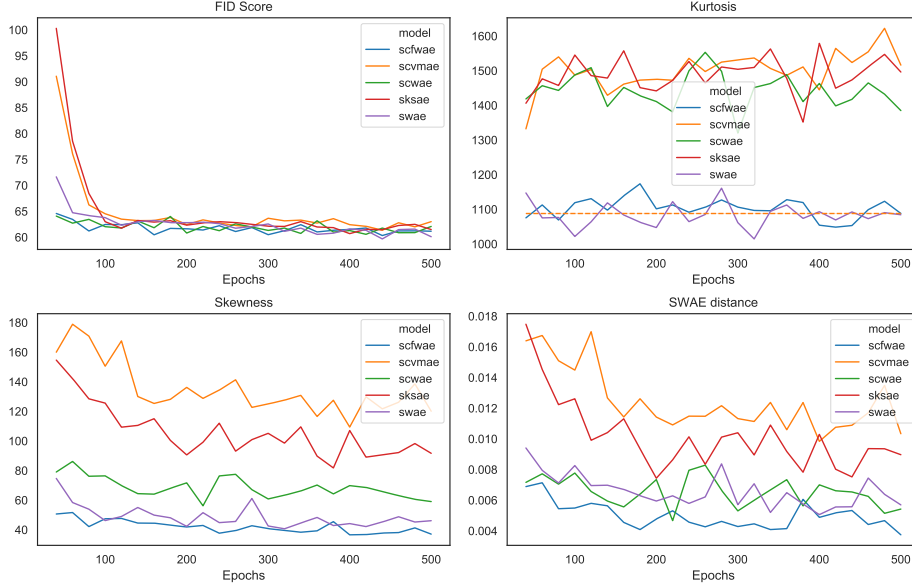 FID Score
100
95
90
85
80
75
70
65
60
100
200
300
400
500
Epochs
model
scfwae
scvmae
scwae
sksae
swae
Kurtosis
1600
1500
1400
1300
1200
1100
1000
100
200
300
400
500
Epochs
model
scfwae
scvmae
scwae
sksae
swae
Skewness
180
160
140
120
100
80
60
40
100
200
300
400
500
Epochs
model
scfwae
scvmae
scwae
sksae
swae
SWAE distance
0.018
0.016
0.014
0.012
0.010
0.008
0.006
0.004
100
200
300
400
500
Epochs
model
scfwae
scvmae
scwae
sksae
swae